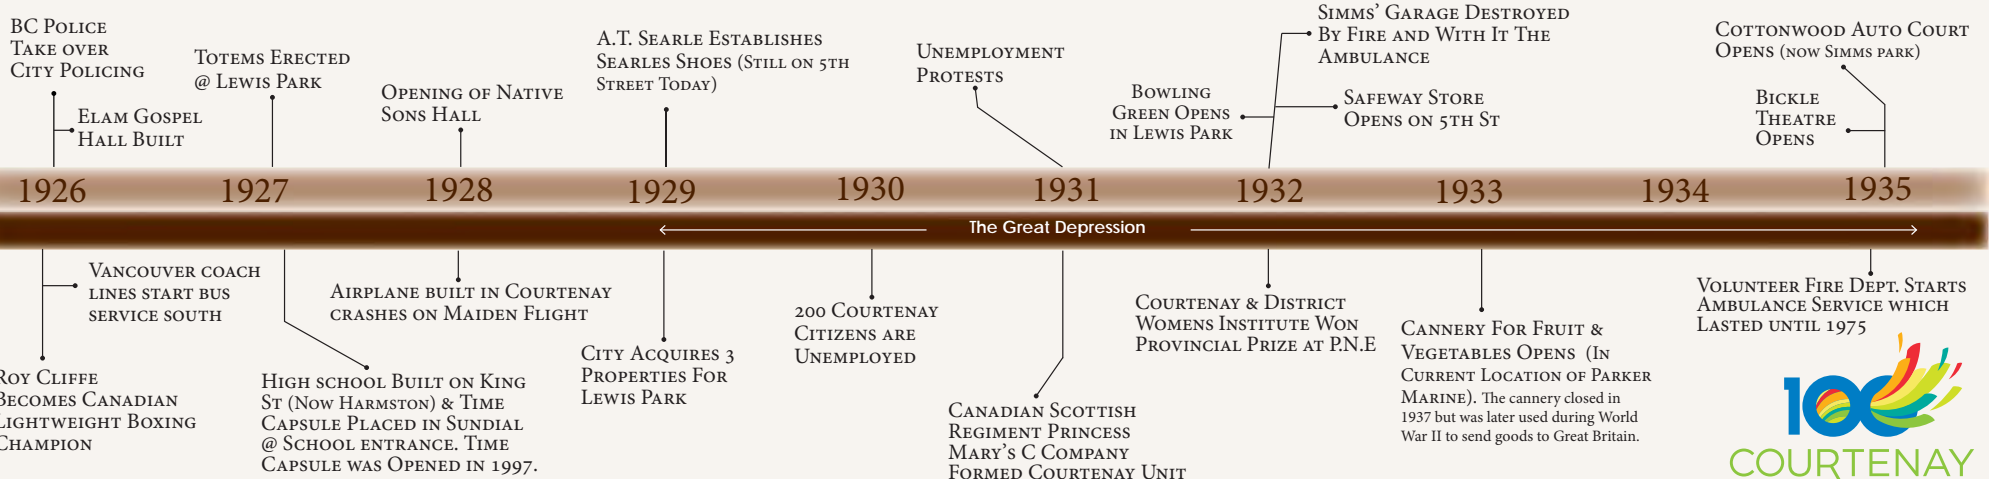 BC Police
Take over
City Policing
Elam Gospel
Hall Built
Totems Erected
@ Lewis Park
Opening of Native
Sons Hall
A.T. Searle Establishes
Searles Shoes (Still on 5th
Street Today)
Unemployment
Protests
Bowling
Green Opens
in Lewis Park
Simms' Garage Destroyed
By Fire and With It The
Ambulance
Safeway Store
Opens on 5th St
Cottonwood Auto Court
Opens (now Simms park)
Bickle
Theatre
Opens
1926 1927 1928 1929 1930 1931 1932 1933 1934 1935
The Great Depression
Vancouver coach
lines start bus
service south
Roy Cliffe
Becomes Canadian
Lightweight Boxing
Champion
High school Built on King
St (Now Harmston) & Time
Capsule Placed in Sundial
@ School entrance. Time
Capsule was Opened in 1997.
Airplane built in Courtenay
crashes on Maiden Flight
City Acquires 3
Properties For
Lewis Park
200 Courtenay
Citizens are
Unemployed
Canadian Scottish
Regiment Princess
Mary's C Company
Formed Courtenay Unit
Courtenay & District
Womens Institute Won
Provincial Prize at P.N.E
Cannery For Fruit &
Vegetables Opens (In
Current Location of Parker
Marine). The cannery closed in
1937 but was later used during World
War II to send goods to Great Britain.
Volunteer Fire Dept. Starts
Ambulance Service which
Lasted until 1975
100
COURTENAY